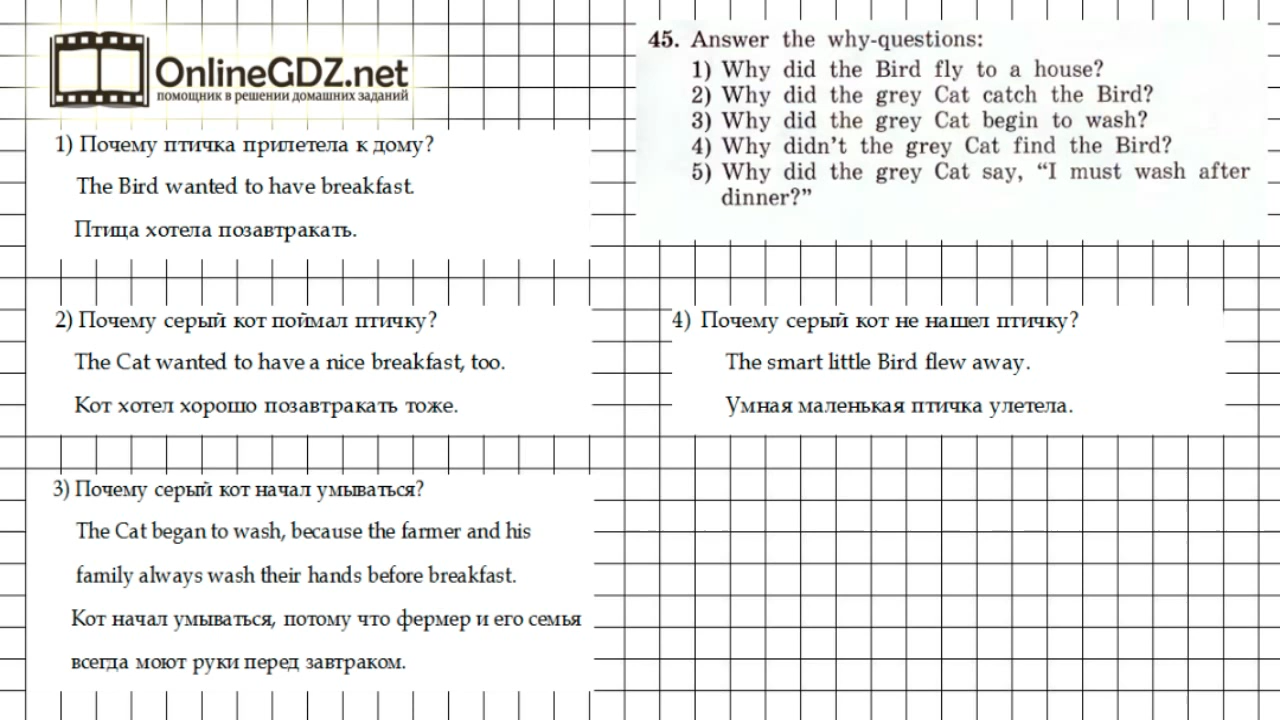 OnlineGDZ.net
помощник в решении домашних заданий
45. Answer the why-questions:
1) Why did the Bird fly to a house?
2) Why did the grey Cat catch the Bird?
3) Why did the grey Cat begin to wash?
4) Why didn't the grey Cat find the Bird?
5) Why did the grey Cat say, “I must wash after
dinner?”
1) Почему птичка прилетела к дому?
The Bird wanted to have breakfast.
Птица хотела позавтракать.
2) Почему серый кот поймал птичку?
The Cat wanted to have a nice breakfast, too.
Кот хотел хорошо позавтракать тоже.
3) Почему серый кот начал умываться?
The Cat began to wash, because the farmer and his
family always wash their hands before breakfast.
Кот начал умываться, потому что фермер и его семья
всегда моют руки перед завтраком.
4) Почему серый кот не нашел птичку?
The smart little Bird flew away.
Умная маленькая птичка улетела.